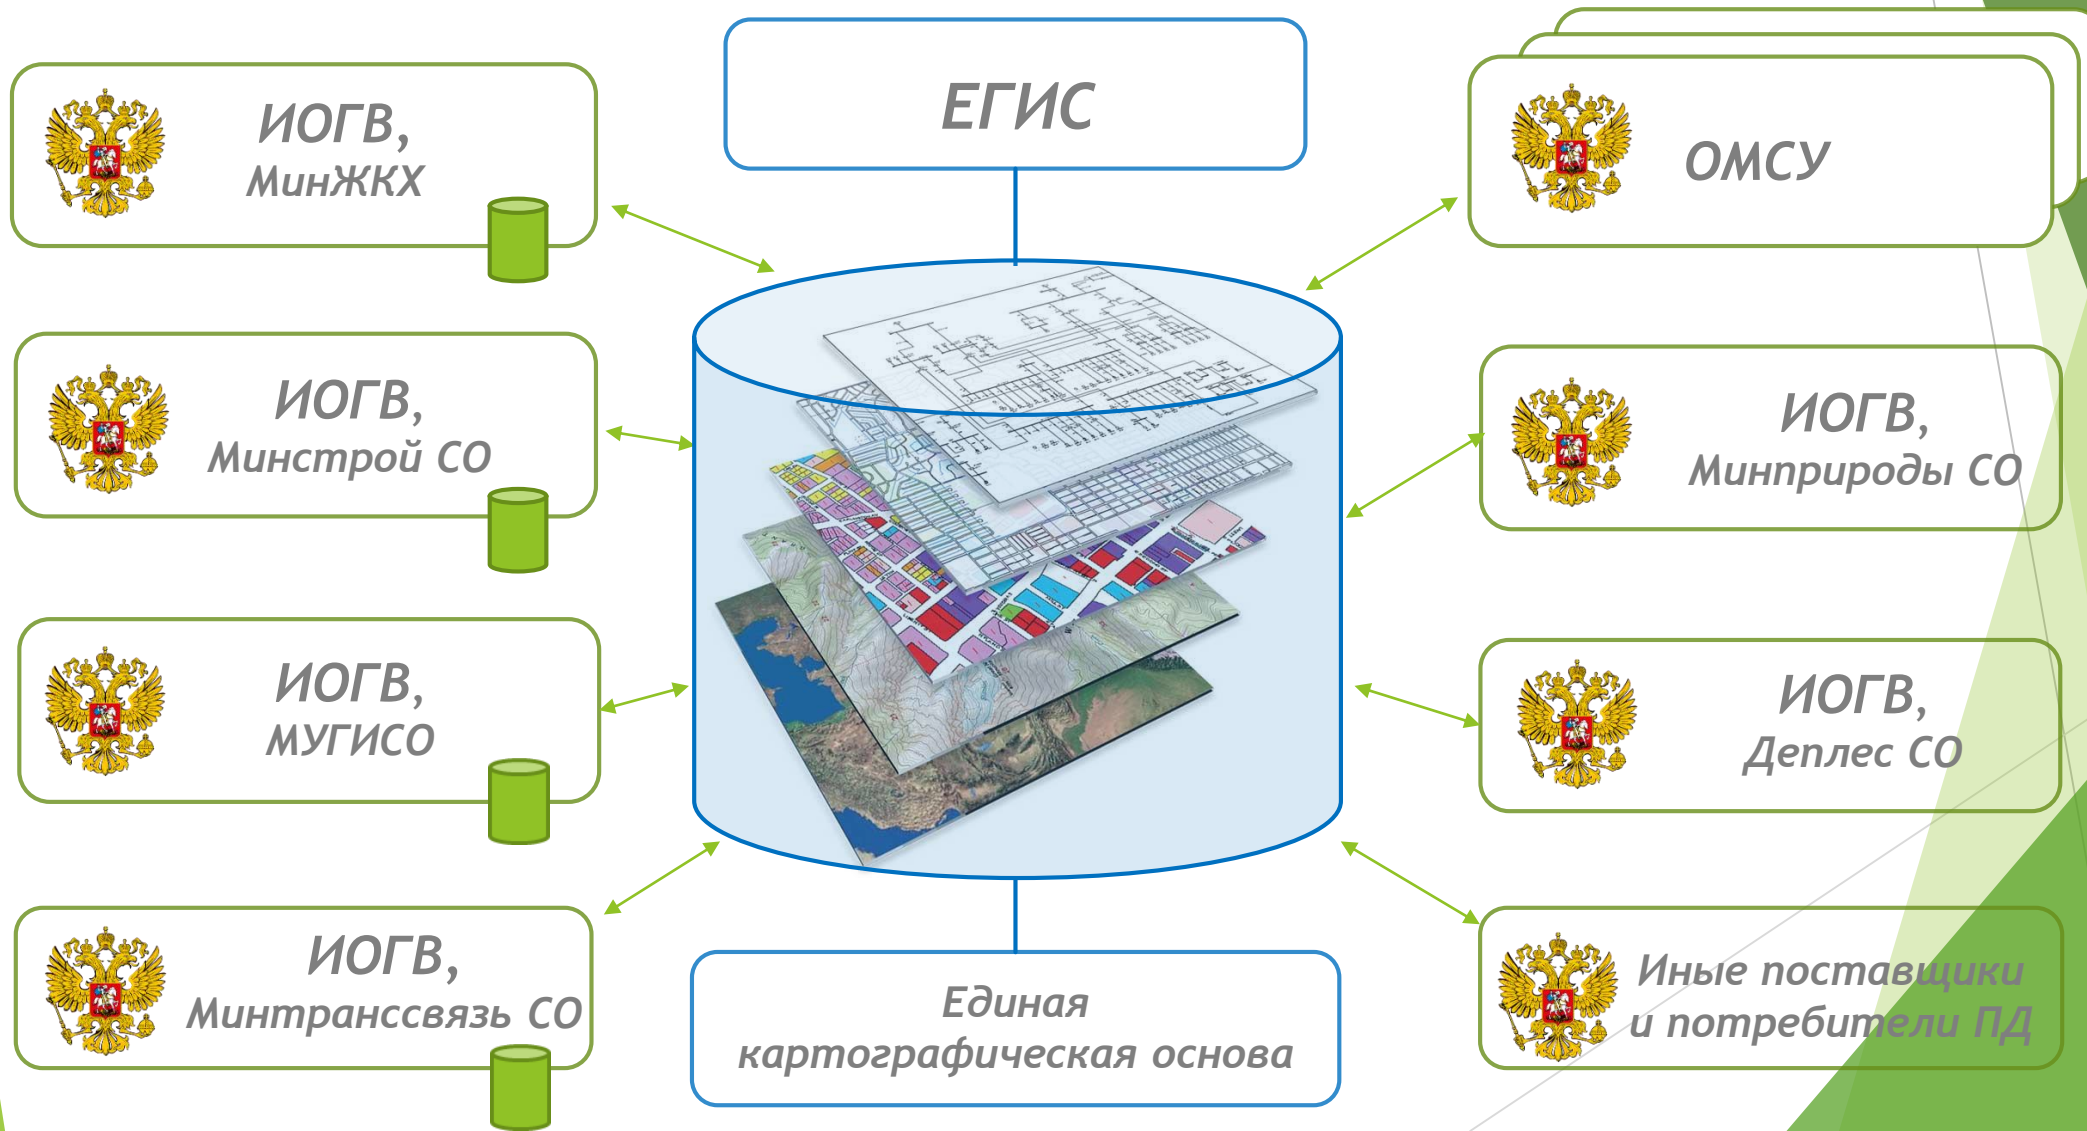 ИОГВ,
МинЖКХ
ЕГИС
ОМСУ
ИОГВ,
Минстрой СО
ИОГВ,
Минприроды СО
ИОГВ,
МУГИСО
ИОГВ,
Деплес СО
ИОГВ,
Минтранссвязь СО
Единая
картографическая основа
Иные поставщики
и потребители ПД